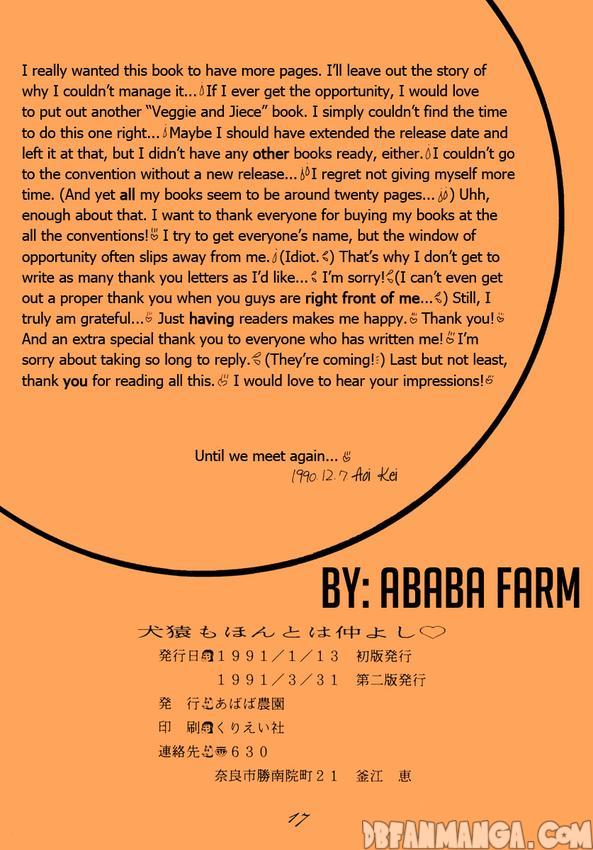 I really wanted this book to have more pages. I'll leave out the story of
why I couldn't manage it... If I ever get the opportunity, I would love
to put out another "Veggie and Jiece" book. I simply couldn't find the time
to do this one right... Maybe I should have extended the release date and
left it at that, but I didn't have any other books ready, either. I couldn't go
to the convention without a new release... I regret not giving myself more
time. (And yet all my books seem to be around twenty pages...) Uhh,
enough about that. I want to thank everyone for buying my books at the
all the conventions! I try to get everyone's name, but the window of
opportunity often slips away from me. (Idiot.) That's why I don't get to
write as many thank you letters as I'd like... I'm sorry! (I can't even get
out a proper thank you when you guys are right front of me...) Still, I
truly am grateful... Just having readers makes me happy. Thank you!
And an extra special thank you to everyone who has written me! I'm
sorry about taking so long to reply. (They're coming!) Last but not least,
thank you for reading all this. I would love to hear your impressions!
Until we meet again...
1990.12.7 Aoi Kei
BY: ABABA FARM
犬猿もほんとは仲よし♡
発行日 1991/1/13 初版発行
1991/3/31 第二版発行
発 行 あばば農園
印 刷 くりえい社
連絡先 〠630
奈良市勝南院町21 釜江 恵
17
DBFANMANGA.COM